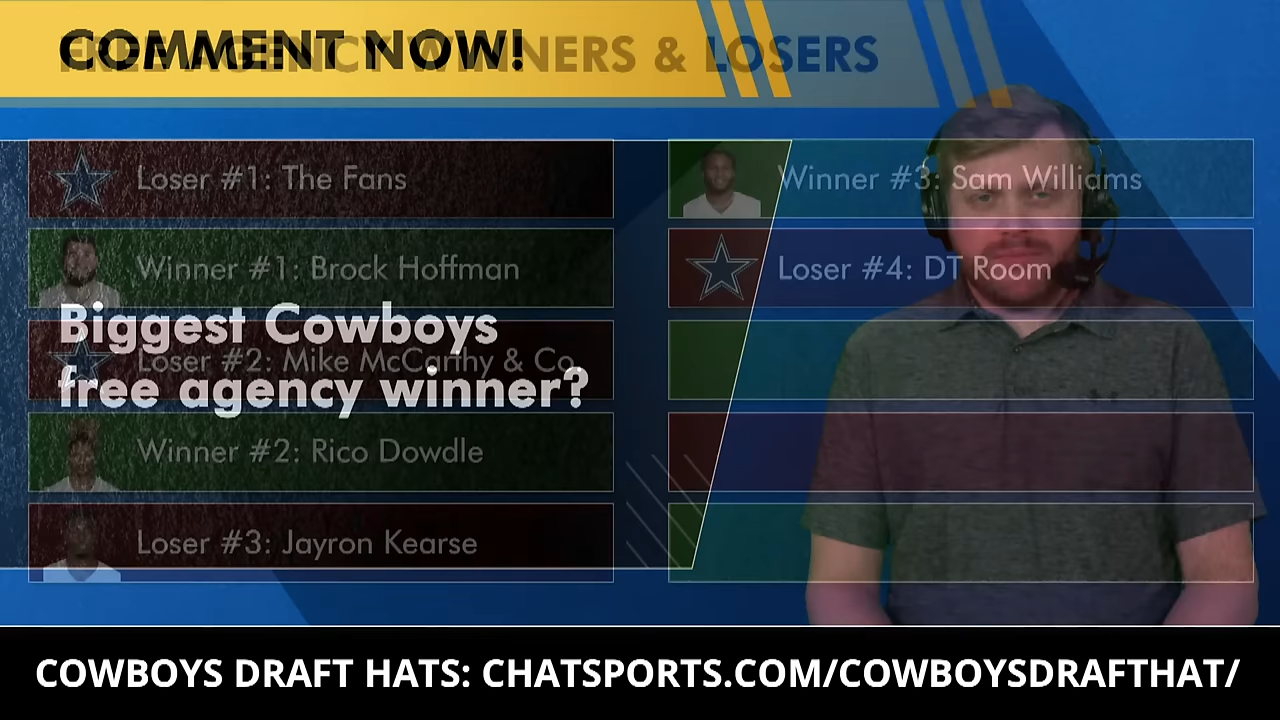 COMMENT NOW!
FREE AGENCY WINNERS & LOSERS
Loser #1: The Fans
Winner #1: Brock Hoffman
Biggest Cowboys
Loser #2: Mike McCarthy & Co.
free agency winner?
Winner #2: Rico Dowdle
Loser #3: Jayron Kearse
Winner #3: Sam Williams
Loser #4: DT Room
COWBOYS DRAFT HATS: CHATSPORTS.COM/COWBOYSDRAFTHAT/